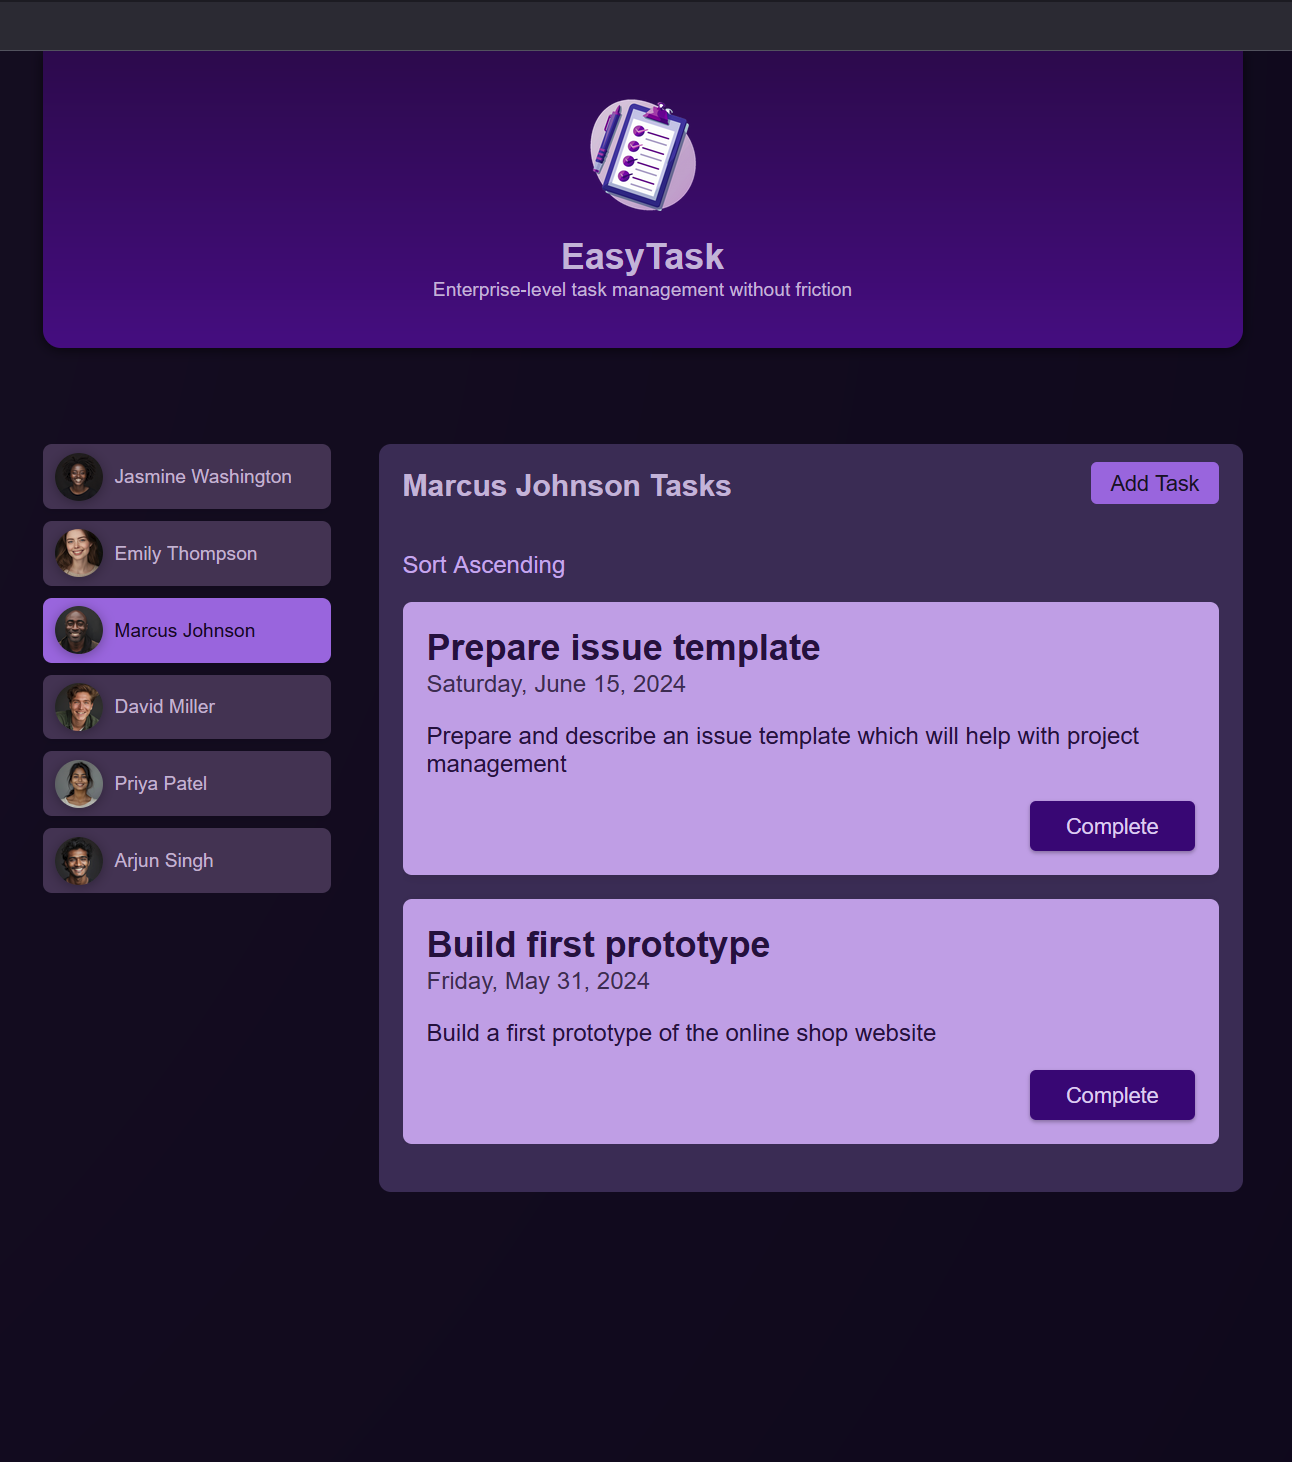 EasyTask
Enterprise-level task management without friction
Jasmine Washington
Emily Thompson
Marcus Johnson
David Miller
Priya Patel
Arjun Singh
Marcus Johnson Tasks
Add Task
Sort Ascending
Prepare issue template
Saturday, June 15, 2024
Prepare and describe an issue template which will help with project
management
Complete
Build first prototype
Friday, May 31, 2024
Build a first prototype of the online shop website
Complete